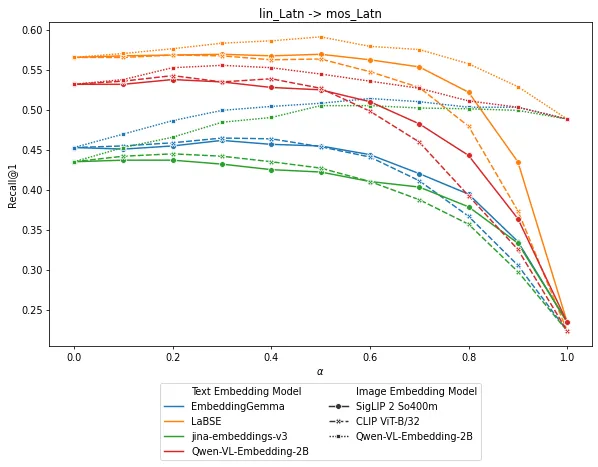 lin_Latn -> mos_Latn
0.60
0.55
0.50
0.45
0.40
0.35
0.30
0.25
Recall@1
0.0 0.2 0.4 0.6 0.8 1.0
α
Text Embedding Model
EmbeddingGemma
LaBSE
jina-embeddings-v3
Qwen-VL-Embedding-2B
Image Embedding Model
SigLIP 2 So400m
CLIP ViT-B/32
Qwen-VL-Embedding-2B